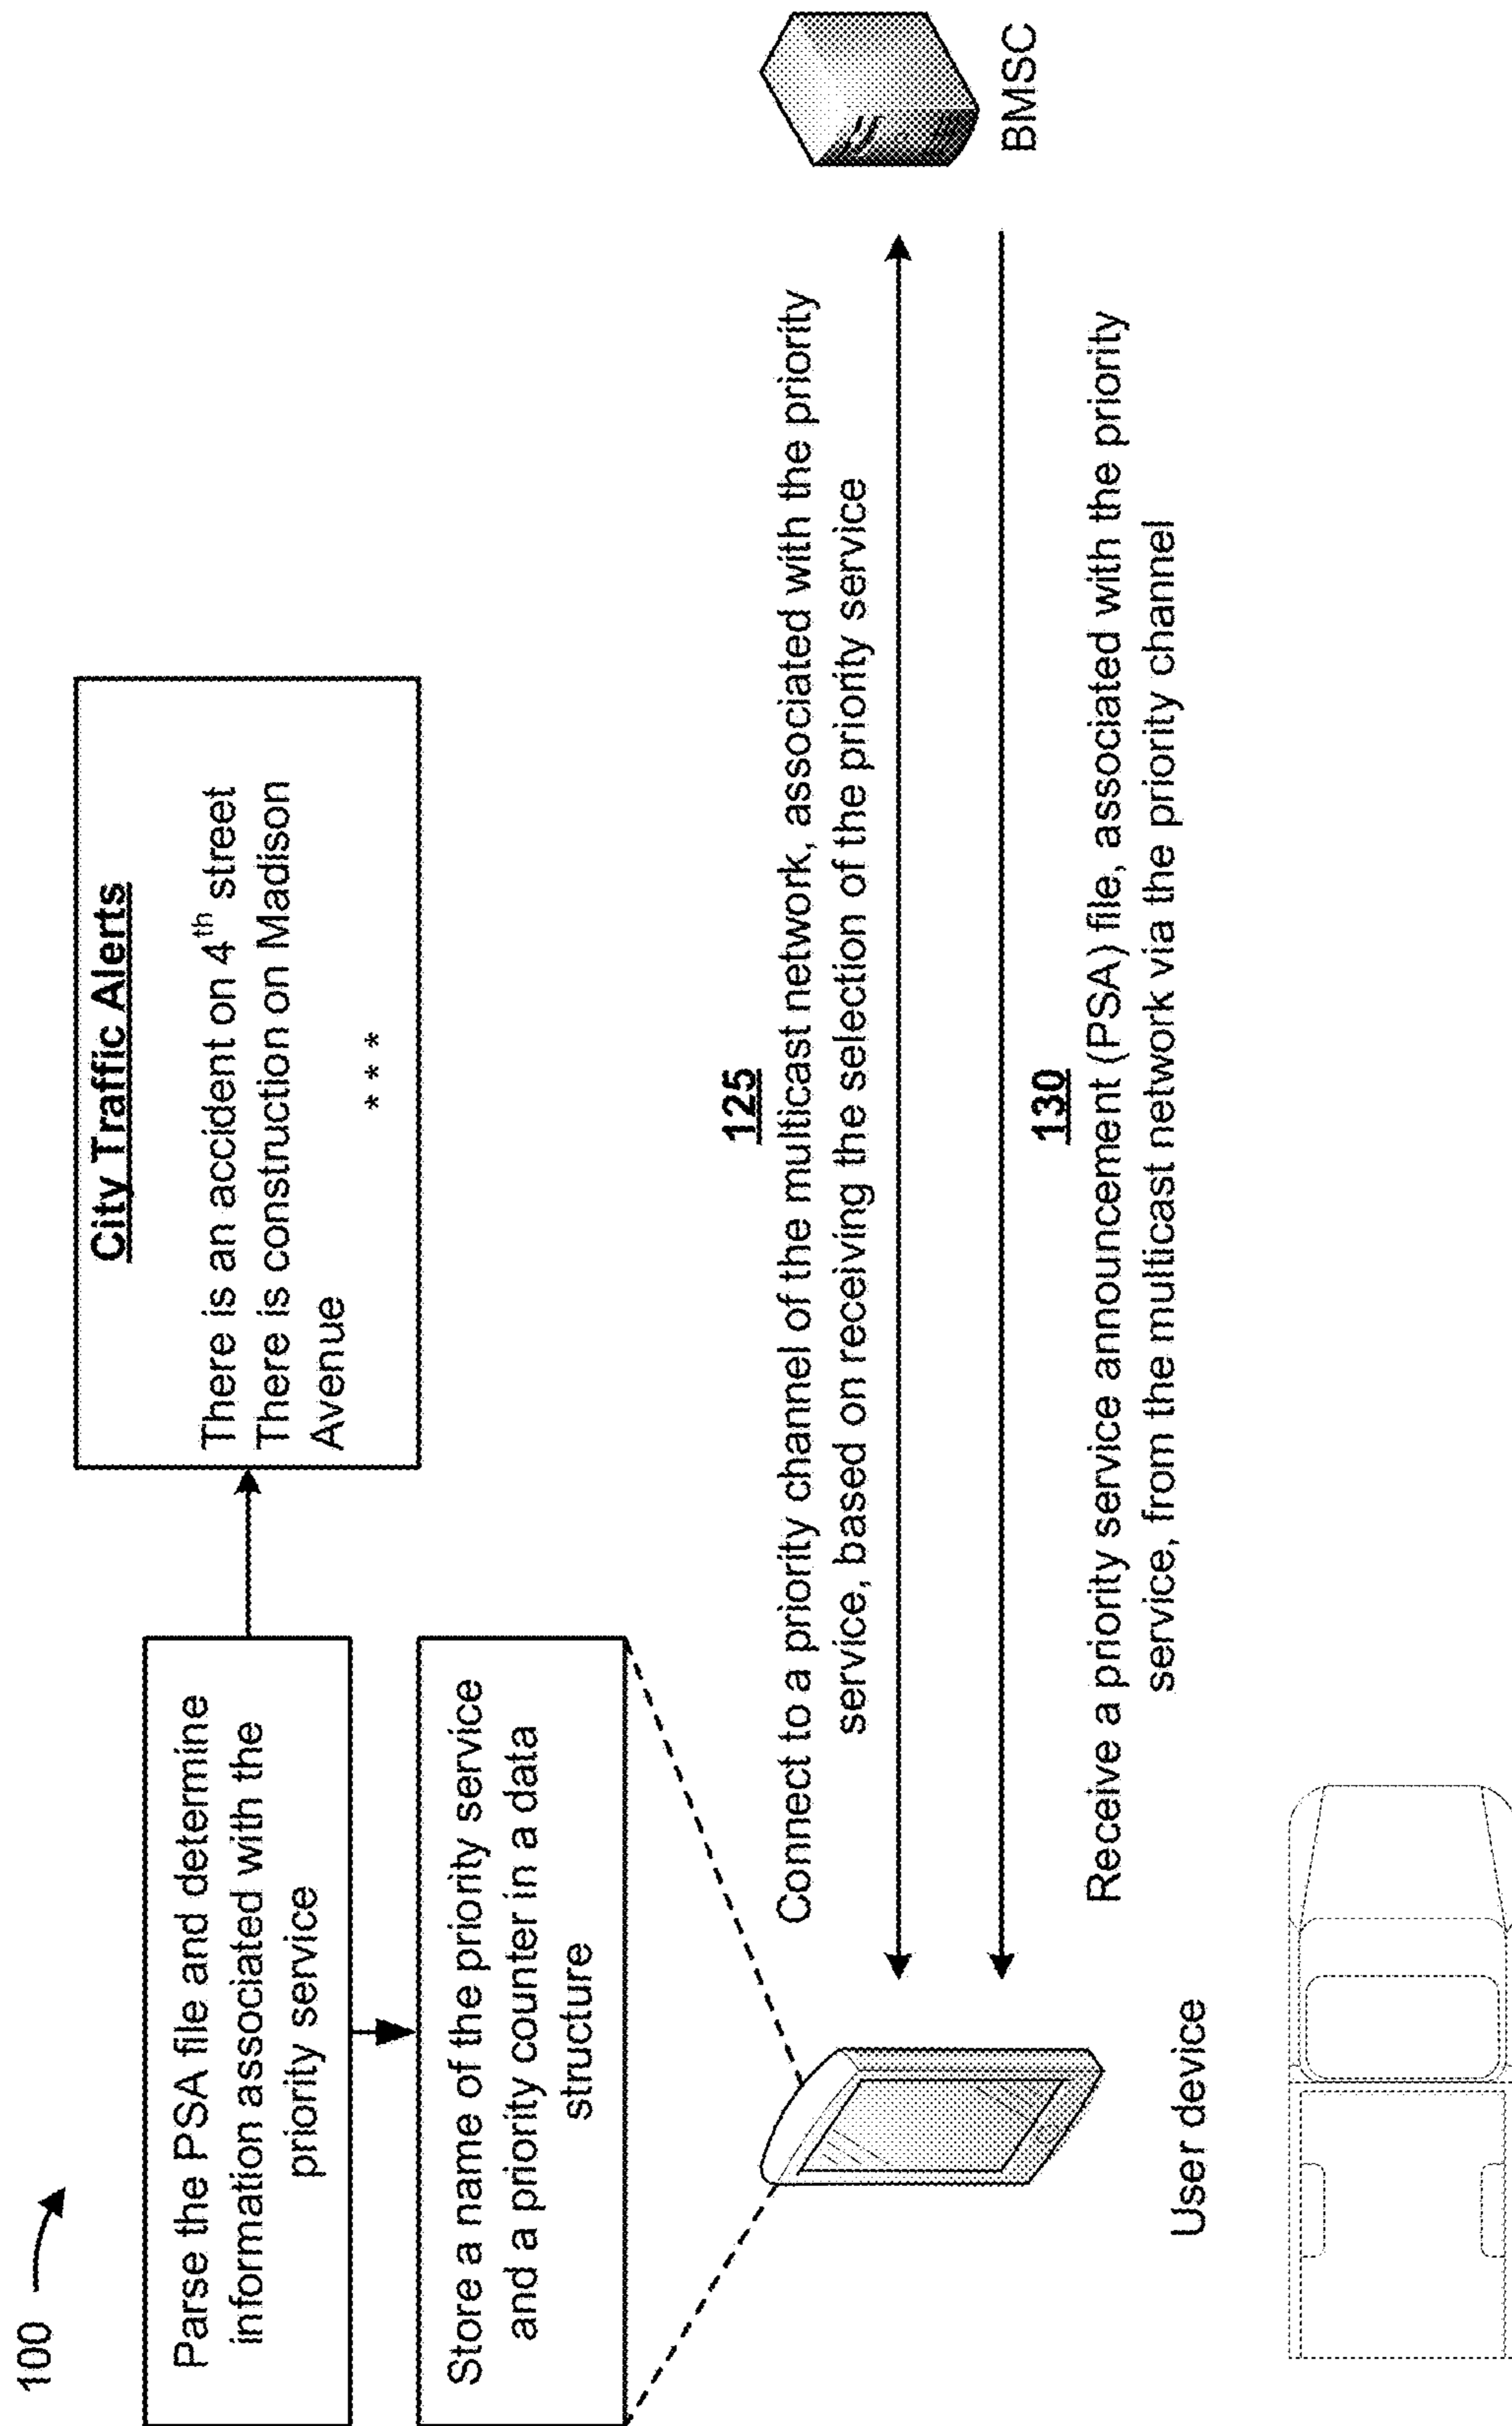 100
Parse the PSA file and determine
information associated with the
priority service
City Traffic Alerts
There is an accident on 4th street
There is construction on Madison
Avenue
* * *
Store a name of the priority service
and a priority counter in a data
structure
125
Connect to a priority channel of the multicast network, associated with the priority
service, based on receiving the selection of the priority service
130
Receive a priority service announcement (PSA) file, associated with the priority
service, from the multicast network via the priority channel
User device
BMSC